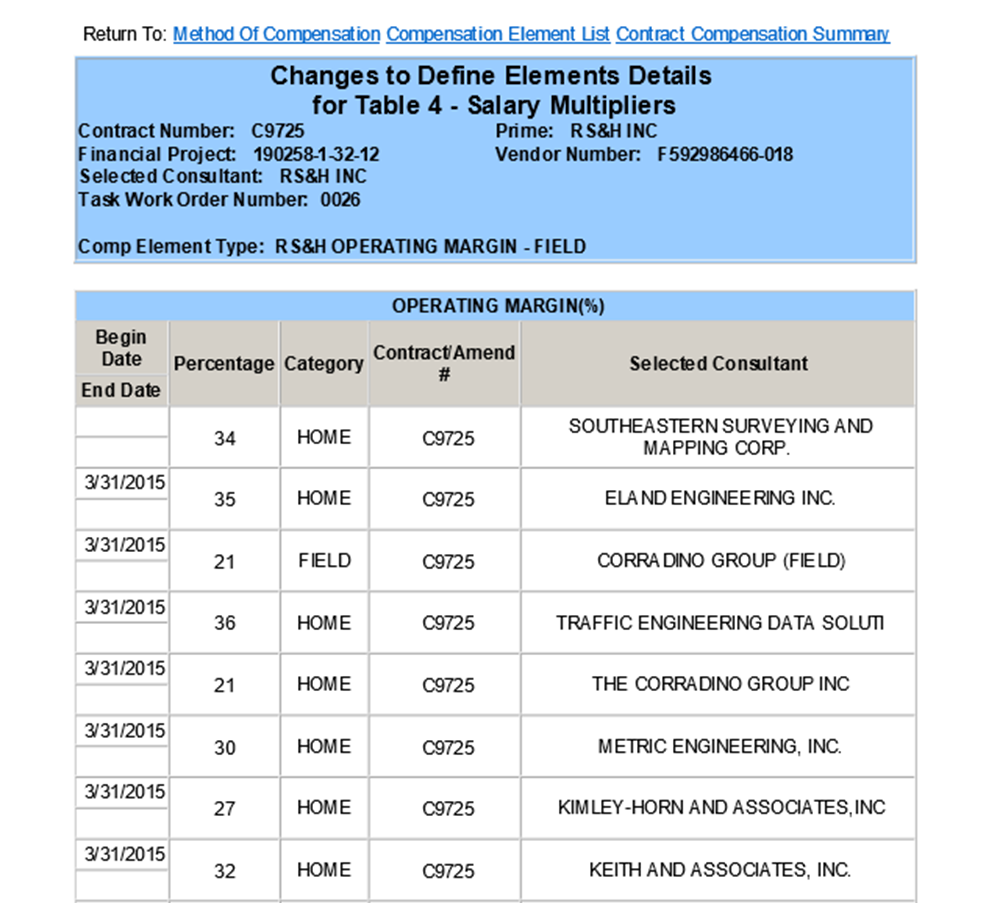 Return To: Method Of Compensation Compensation Element List Contract Compensation Summary
Changes to Define Elements Details
for Table 4 - Salary Multipliers
Contract Number: C9725 Prime: RS&H INC
Financial Project: 190258-1-32-12 Vendor Number: F592986466-018
Selected Consultant: RS&H INC
Task Work Order Number: 0026
Comp Element Type: RS&H OPERATING MARGIN - FIELD
OPERATING MARGIN(%)
Begin
Date
End Date
Percentage
Category
Contract/Amend
#
Selected Consultant
34 HOME C9725 SOUTHEASTERN SURVEYING AND
MAPPING CORP.
3/31/2015 35 HOME C9725 ELAND ENGINEERING INC.
3/31/2015 21 FIELD C9725 CORRADINO GROUP (FIELD)
3/31/2015 36 HOME C9725 TRAFFIC ENGINEERING DATA SOLUTI
3/31/2015 21 HOME C9725 THE CORRADINO GROUP INC
3/31/2015 30 HOME C9725 METRIC ENGINEERING, INC.
3/31/2015 27 HOME C9725 KIMLEY-HORN AND ASSOCIATES,INC
3/31/2015 32 HOME C9725 KEITH AND ASSOCIATES, INC.